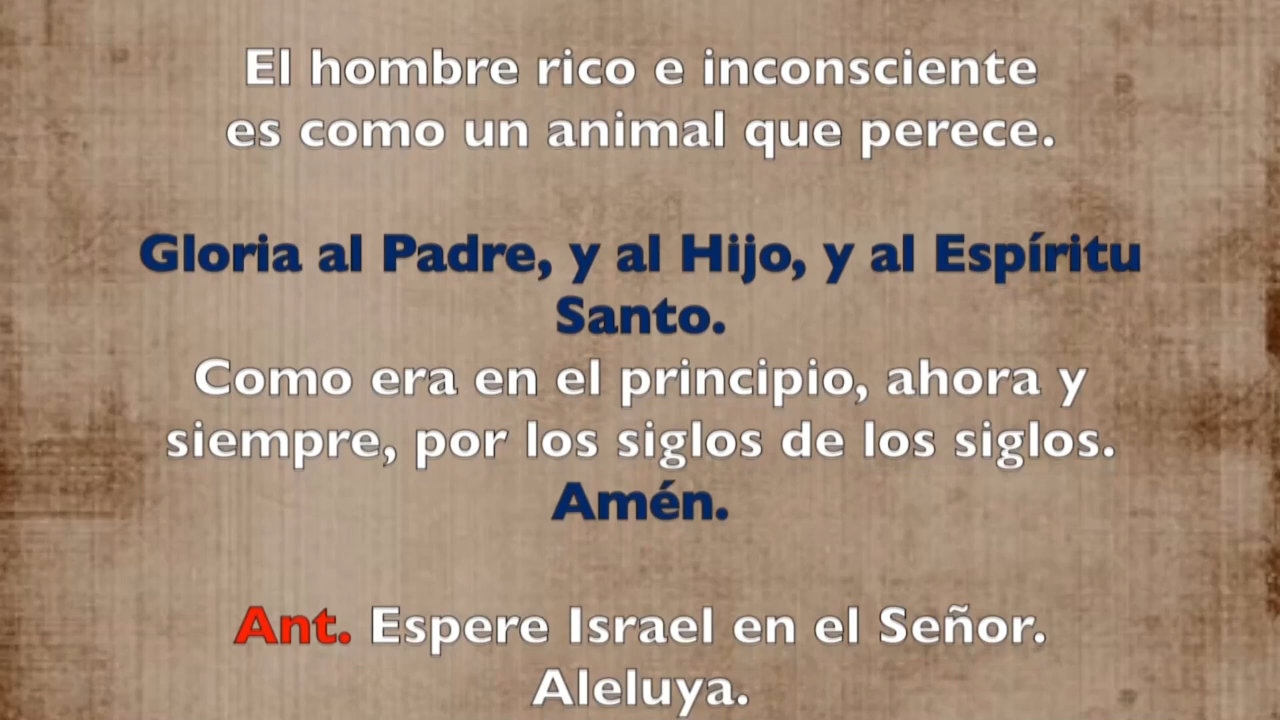 El hombre rico e inconsciente
es como un animal que perece.
Gloria al Padre, y al Hijo, y al Espíritu
Santo.
Como era en el principio, ahora y
siempre, por los siglos de los siglos.
Amén.
Ant. Espere Israel en el Señor.
Aleluya.